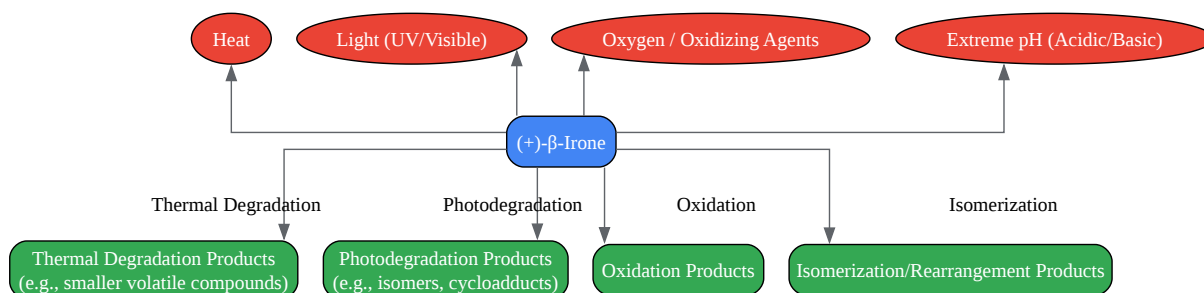 Heat
Light (UV/Visible)
Oxygen / Oxidizing Agents
Extreme pH (Acidic/Basic)
(+)-β-Irone
Thermal Degradation
Photodegradation
Oxidation
Isomerization
Thermal Degradation Products
(e.g., smaller volatile compounds)
Photodegradation Products
(e.g., isomers, cycloadducts)
Oxidation Products
Isomerization/Rearrangement Products